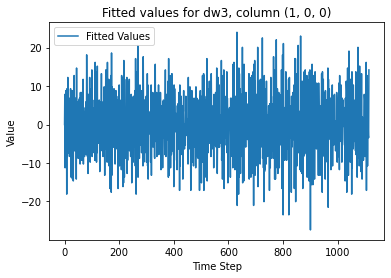 Fitted values for dw3, column (1, 0, 0)
Fitted Values
20
10
0
−10
−20
Value
0
200
400
600
800
1000
Time Step